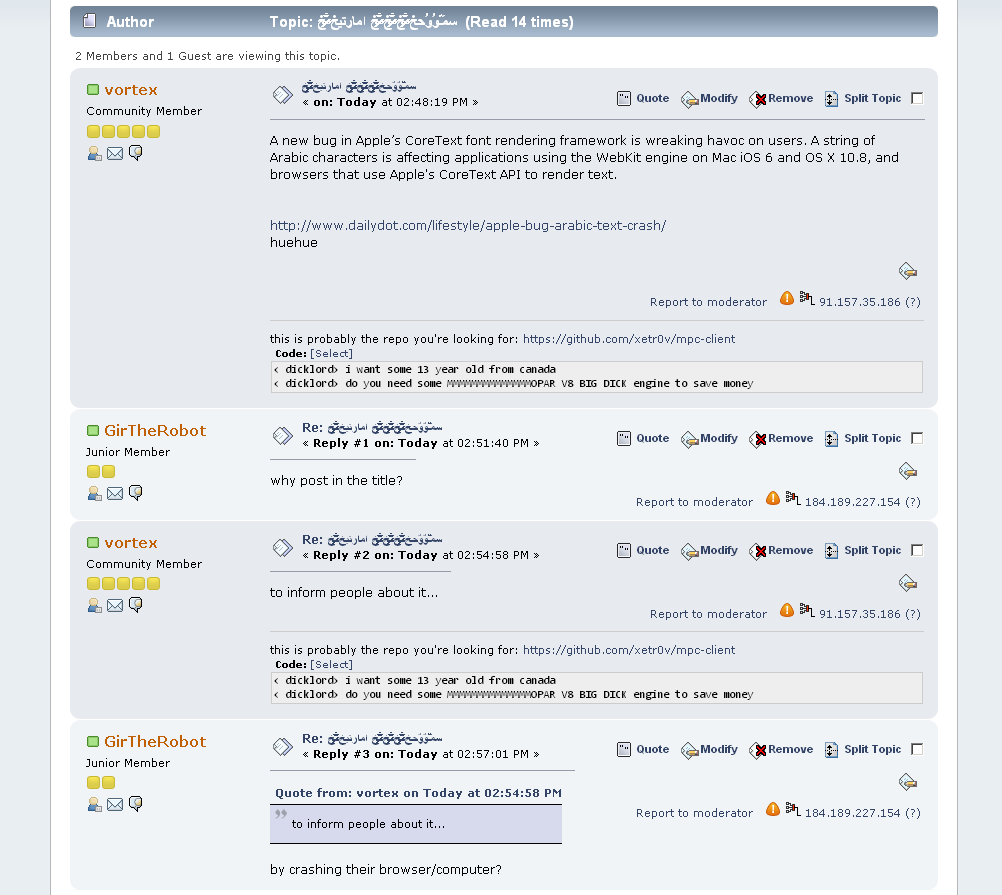 Author
Topic: (Read 14 times)
2 Members and 1 Guest are viewing this topic.
vortex
Community Member
« on: Today at 02:48:19 PM »
Quote Modify Remove Split Topic
A new bug in Apple’s CoreText font rendering framework is wreaking havoc on users. A string of
Arabic characters is affecting applications using the WebKit engine on Mac iOS 6 and OS X 10.8, and
browsers that use Apple's CoreText API to render text.
http://www.dailydot.com/lifestyle/apple-bug-arabic-text-crash/
huehue
Report to moderator 91.157.35.186 (?)
this is probably the repo you're looking for: https://github.com/xetr0v/mpc-client
Code: [Select]
< dicklord> i want some 13 year old from canada
< dicklord> do you need some OPAR V8 BIG DICK engine to save money
GirTheRobot
Junior Member
Re:
« Reply #1 on: Today at 02:51:40 PM »
Quote Modify Remove Split Topic
why post in the title?
Report to moderator 184.189.227.154 (?)
vortex
Community Member
Re:
« Reply #2 on: Today at 02:54:58 PM »
Quote Modify Remove Split Topic
to inform people about it...
Report to moderator 91.157.35.186 (?)
this is probably the repo you're looking for: https://github.com/xetr0v/mpc-client
Code: [Select]
< dicklord> i want some 13 year old from canada
< dicklord> do you need some OPAR V8 BIG DICK engine to save money
GirTheRobot
Junior Member
Re:
« Reply #3 on: Today at 02:57:01 PM »
Quote Modify Remove Split Topic
Quote from: vortex on Today at 02:54:58 PM
to inform people about it...
Report to moderator 184.189.227.154 (?)
by crashing their browser/computer?